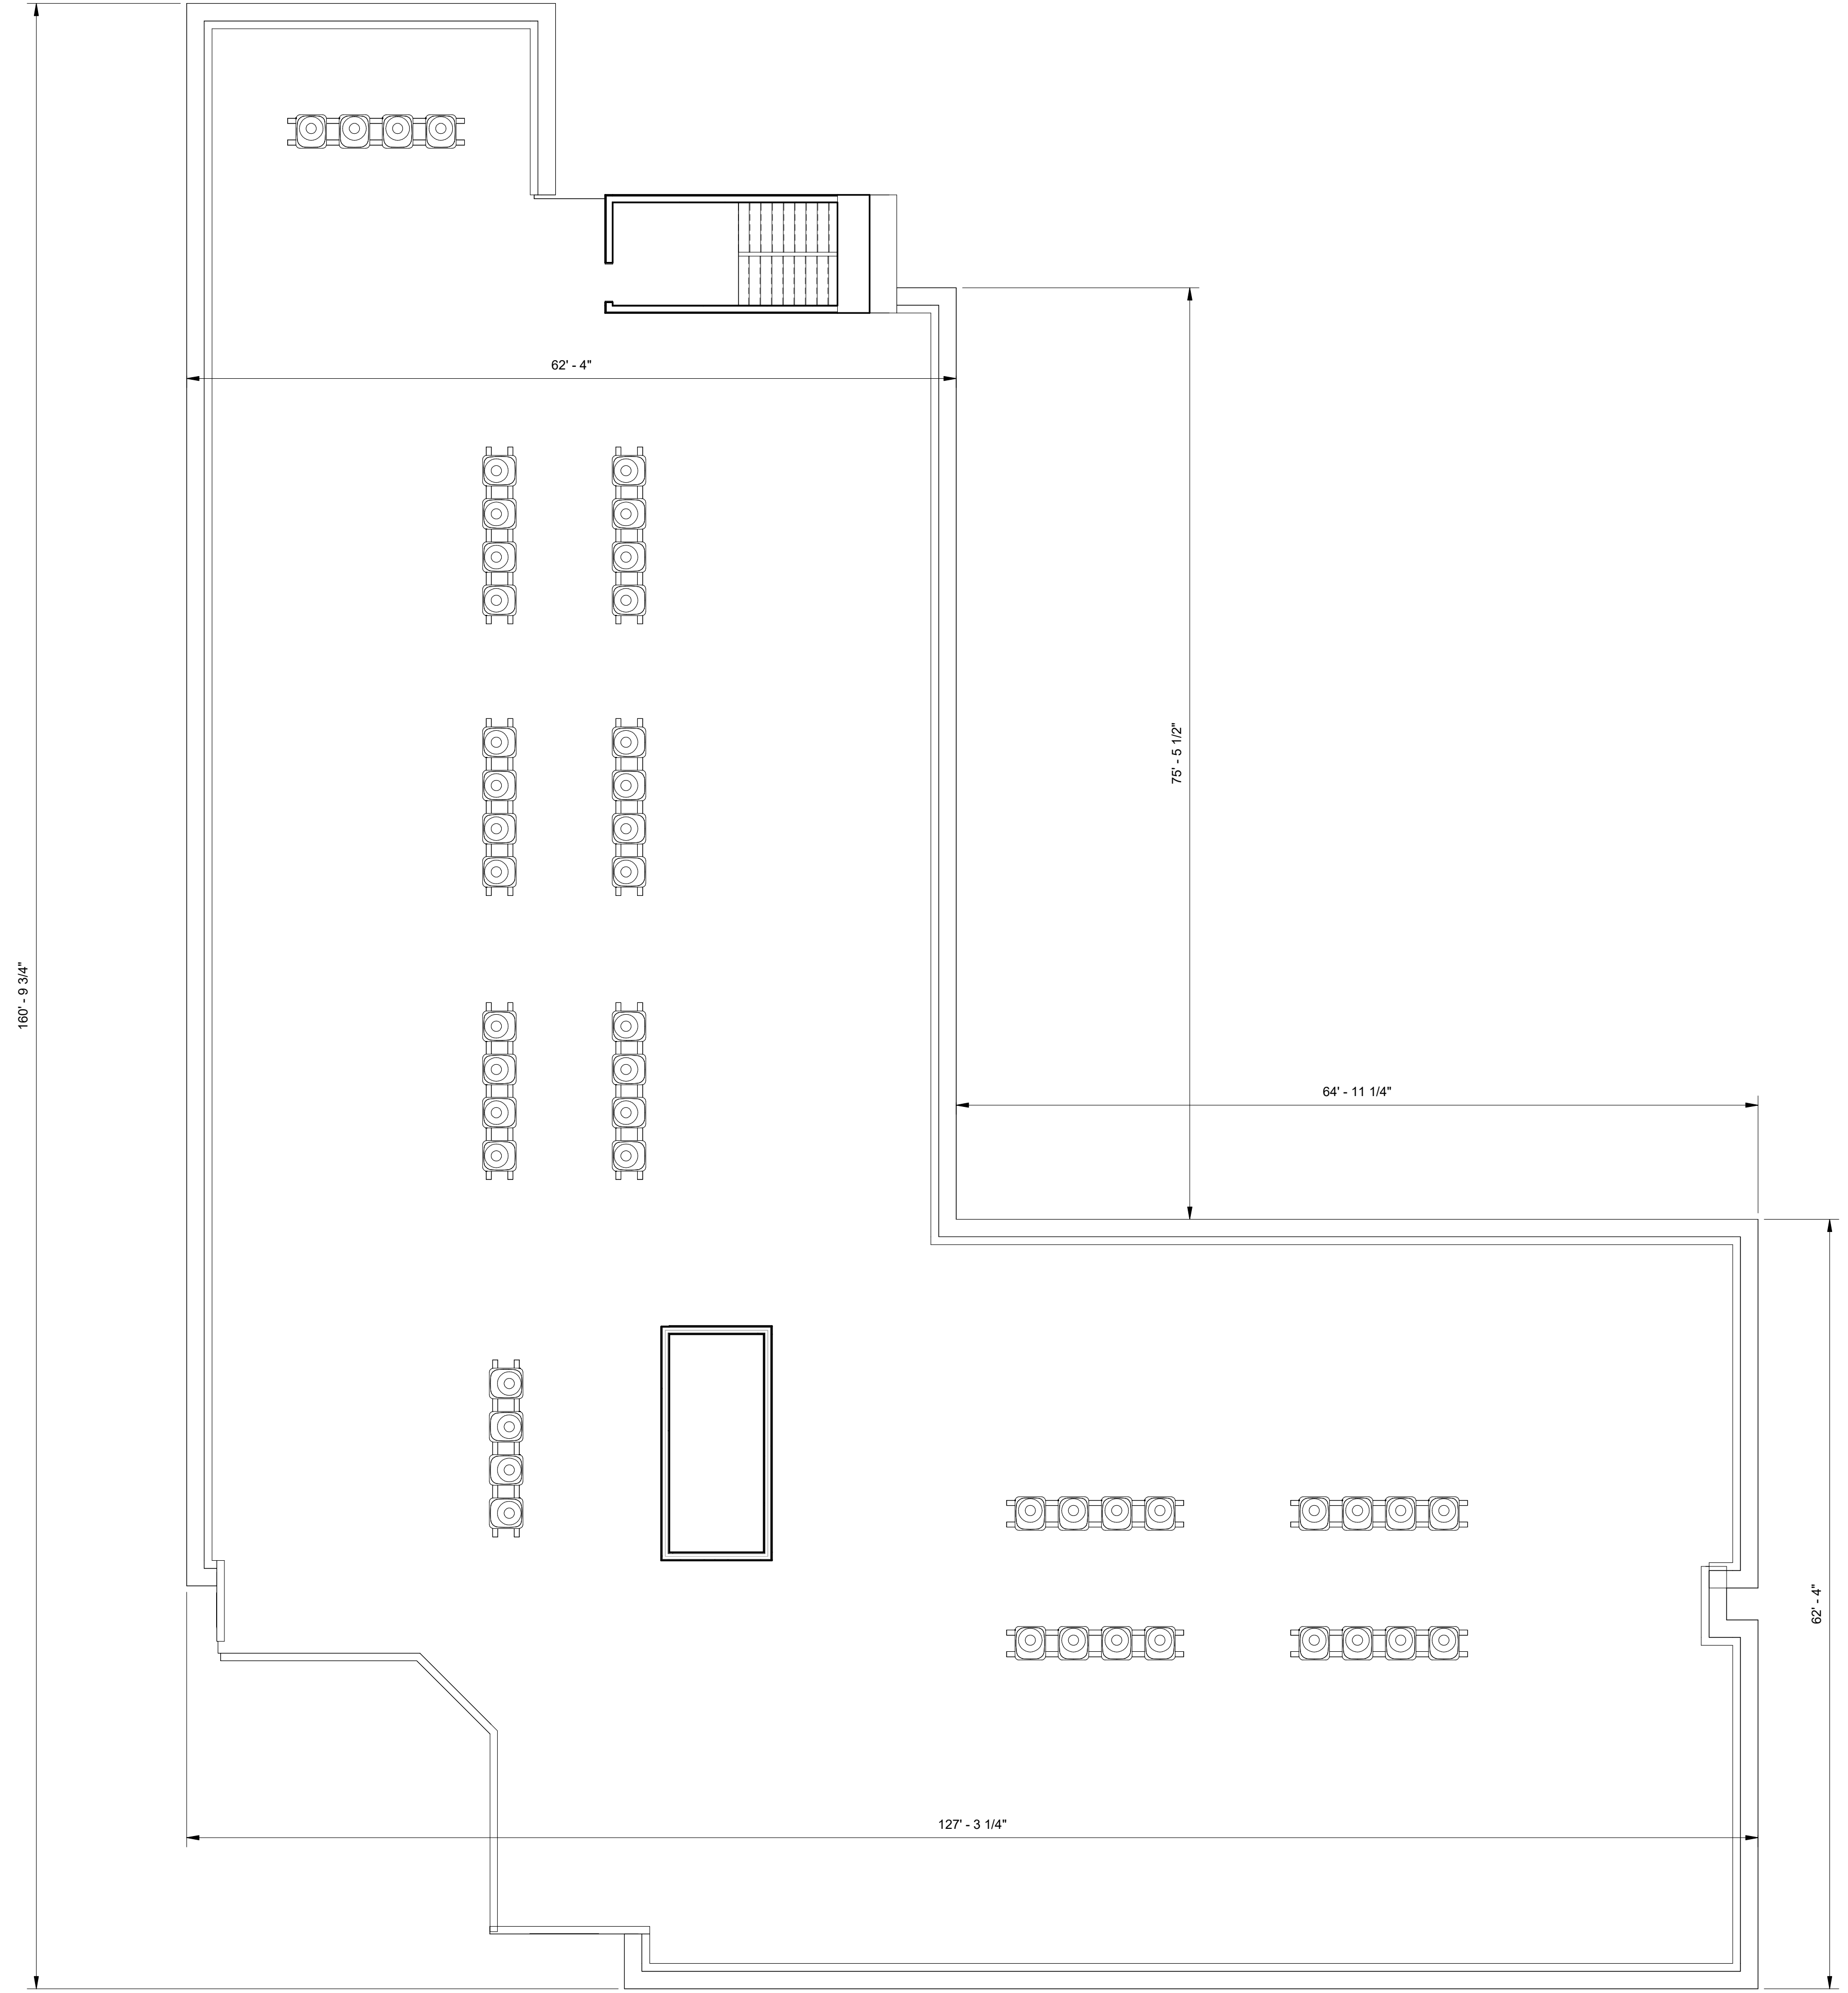 62' - 4"
75' - 5 1/2"
160' - 9 3/4"
64' - 11 1/4"
62' - 4"
127' - 3 1/4"